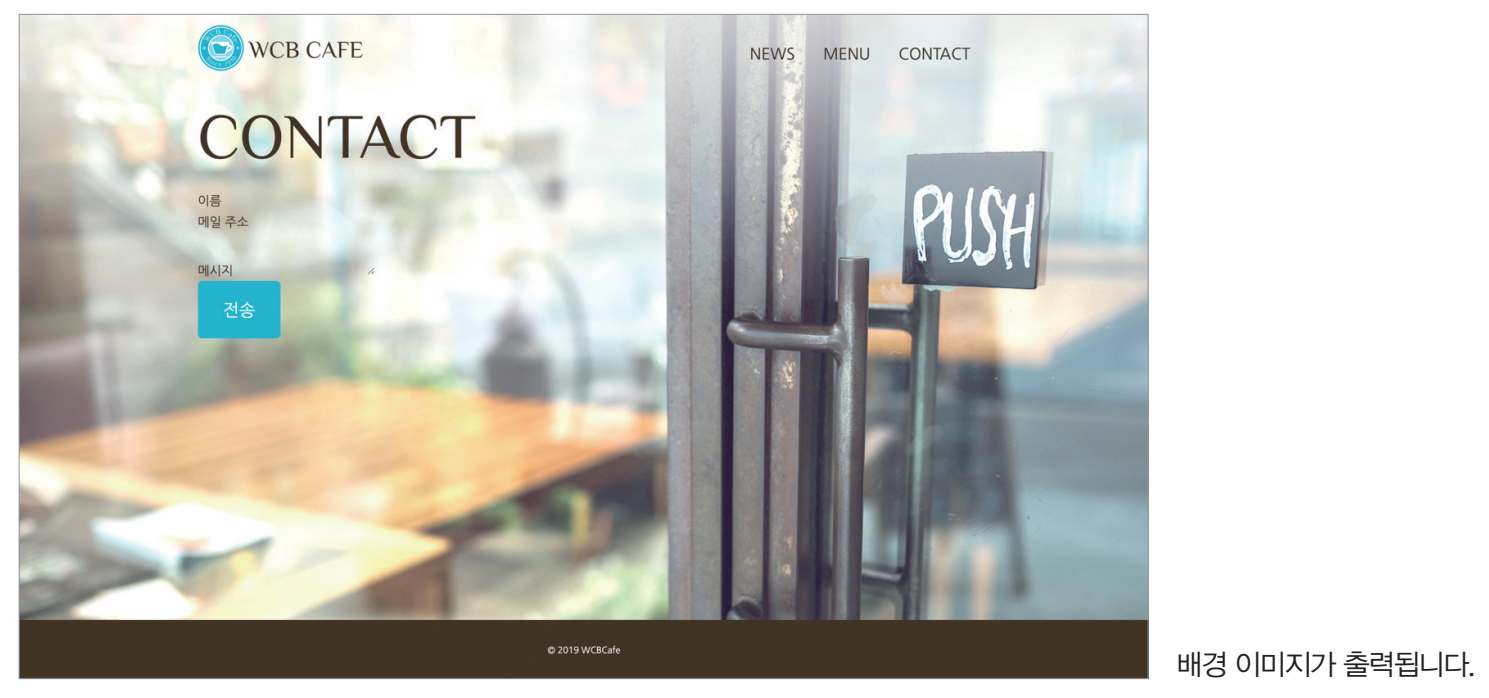 WCB CAFE
NEWS MENU CONTACT
CONTACT
이름
메일 주소
메시지
전송
PUSH
© 2019 WCBCafe
배경 이미지가 출력됩니다.